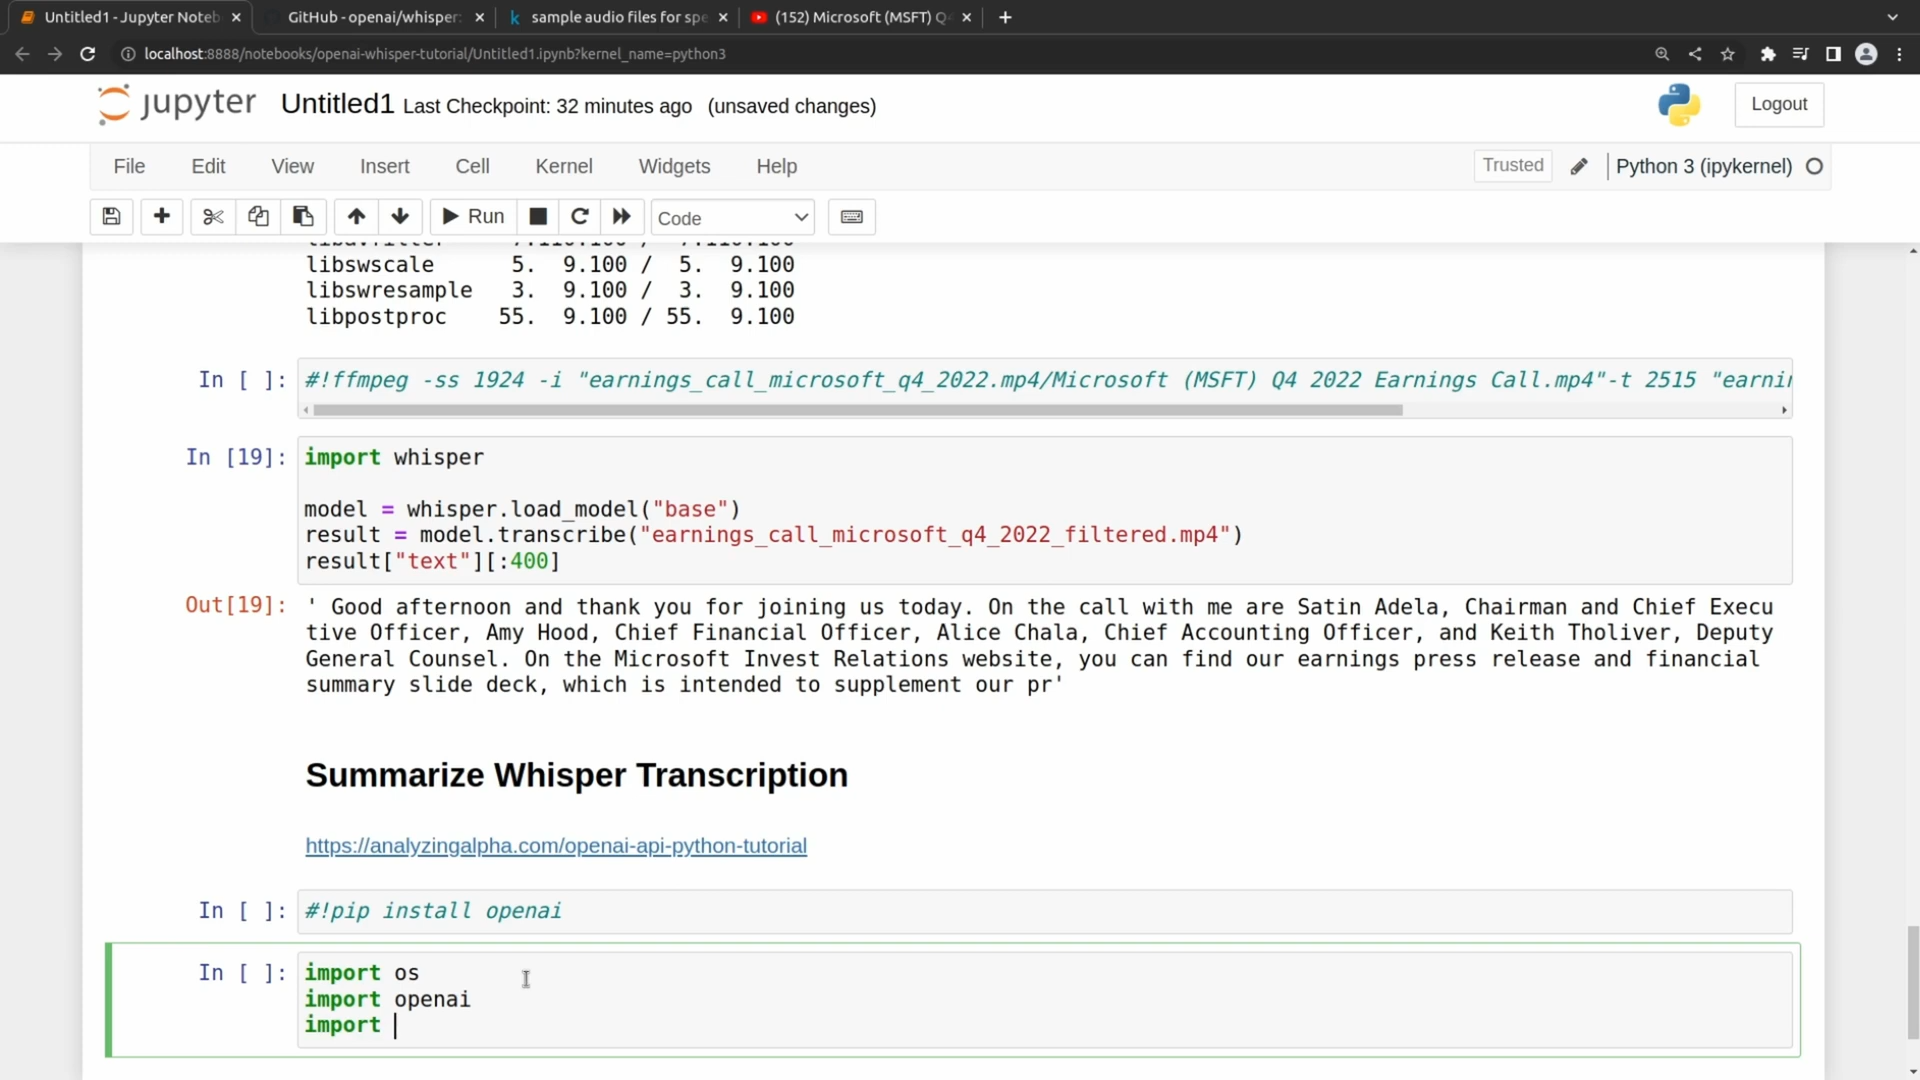 Untitled1 - Jupyter Noteb
GitHub - openai/whisper:
sample audio files for spe
(152) Microsoft (MSFT) Q
localhost:8888/notebooks/openai-whisper-tutorial/Untitled1.ipynb?kernel_name=python3
jupyter Untitled1 Last Checkpoint: 32 minutes ago (unsaved changes)
Logout
File Edit View Insert Cell Kernel Widgets Help
Trusted
Python 3 (ipykernel)
Run
Code
libswscale 5. 9.100 / 5. 9.100
libswresample 3. 9.100 / 3. 9.100
libpostproc 55. 9.100 / 55. 9.100
In [ ]: #!ffmpeg -ss 1924 -i "earnings_call_microsoft_q4_2022.mp4/Microsoft (MSFT) Q4 2022 Earnings Call.mp4"-t 2515 "earnin
In [19]: import whisper
model = whisper.load_model("base")
result = model.transcribe("earnings_call_microsoft_q4_2022_filtered.mp4")
result["text"][:400]
Out[19]: ' Good afternoon and thank you for joining us today. On the call with me are Satin Adela, Chairman and Chief Execu
tive Officer, Amy Hood, Chief Financial Officer, Alice Chala, Chief Accounting Officer, and Keith Tholiver, Deputy
General Counsel. On the Microsoft Invest Relations website, you can find our earnings press release and financial
summary slide deck, which is intended to supplement our pr'
Summarize Whisper Transcription
https://analyzingalpha.com/openai-api-python-tutorial
In [ ]: #!pip install openai
In [ ]: import os
import openai
import